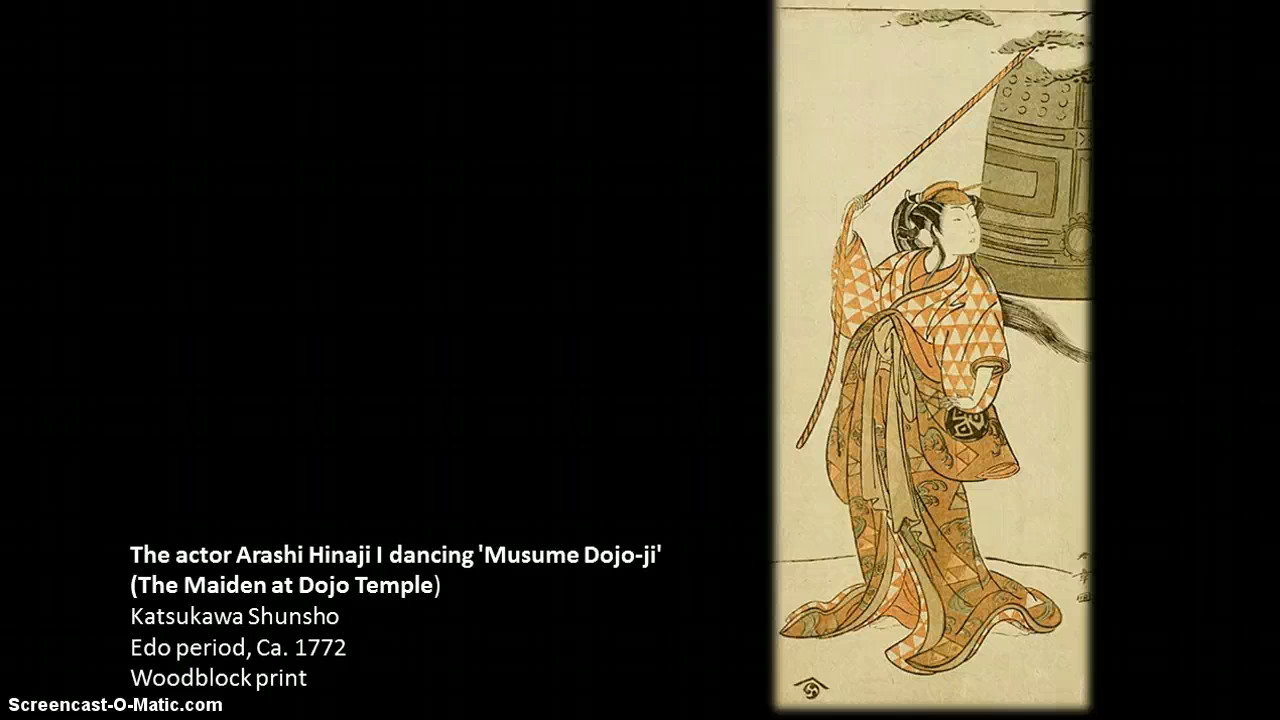 The actor Arashi Hinaji I dancing 'Musume Dojo-ji'
(The Maiden at Dojo Temple)
Katsukawa Shunsho
Edo period, Ca. 1772
Woodblock print
Screencast-O-Matic.com